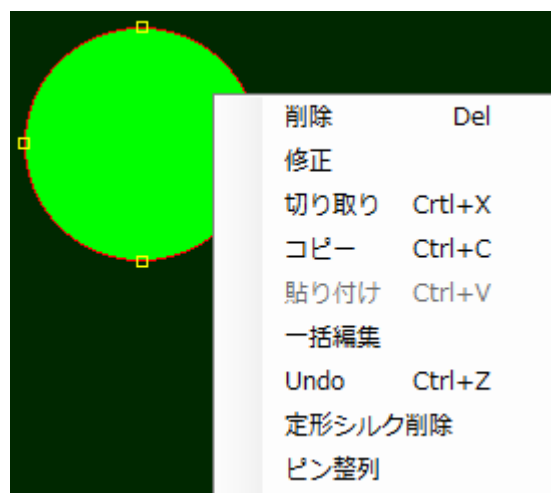 削除 Del
修正
切り取り Crtl+X
コピー Ctrl+C
貼り付け Ctrl+V
一括編集
Undo Ctrl+Z
定形シルク削除
ピン整列